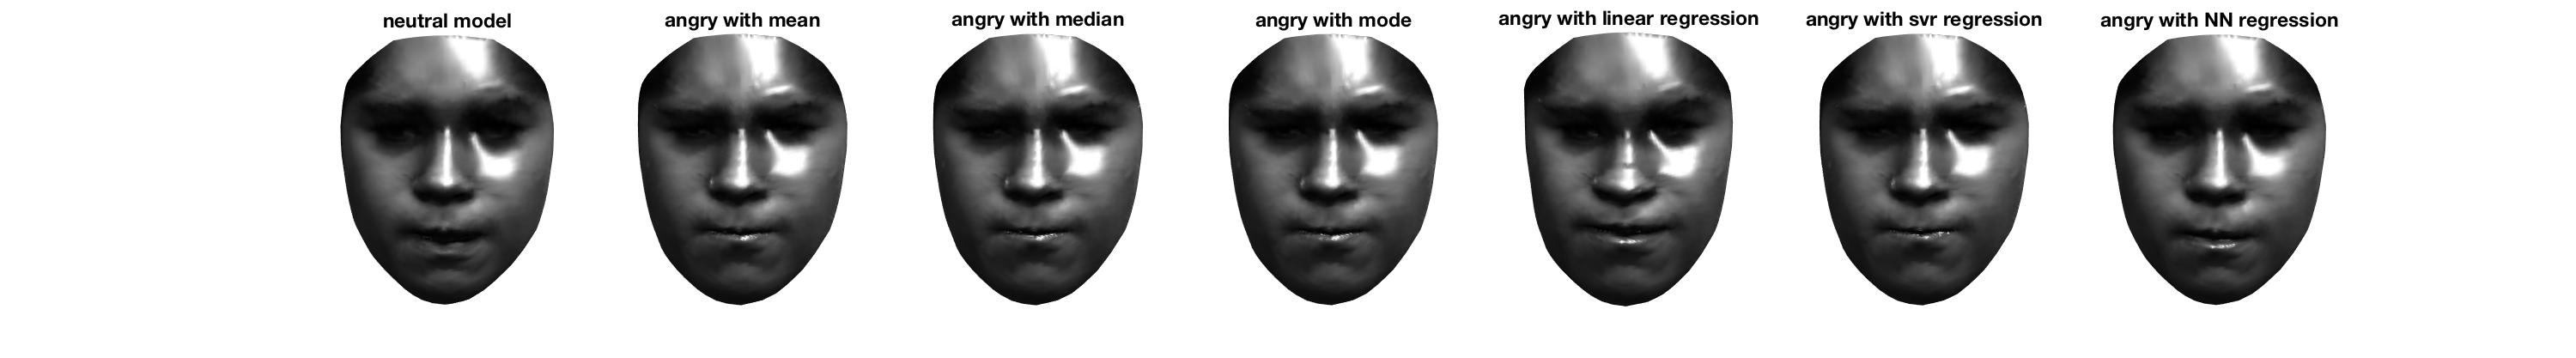 neutral model
angry with mean
angry with median
angry with mode
angry with linear regression
angry with svr regression
angry with NN regression